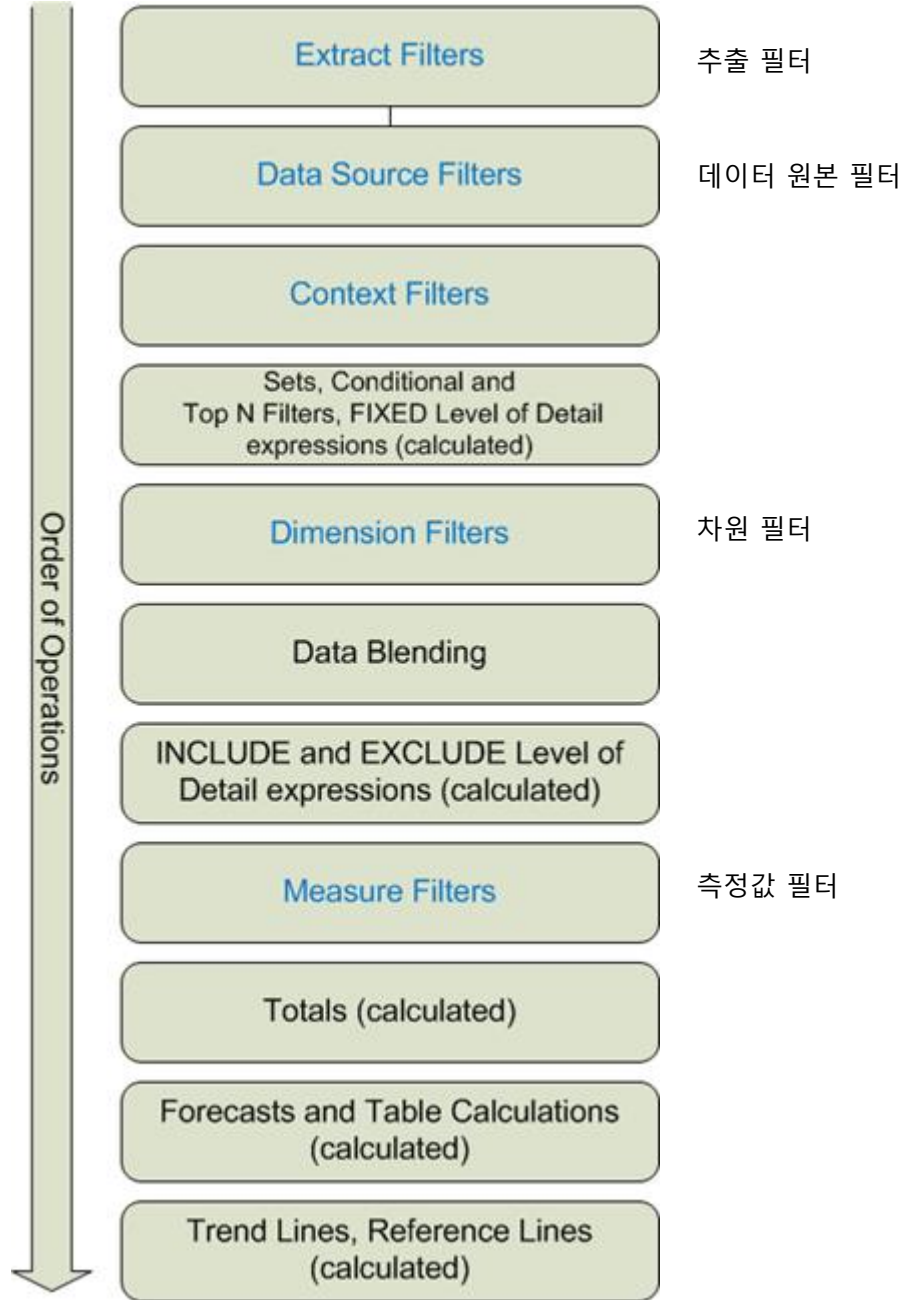 Extract Filters
추출 필터
Data Source Filters
데이터 원본 필터
Context Filters
Sets, Conditional and
Top N Filters, FIXED Level of Detail
expressions (calculated)
Dimension Filters
차원 필터
Order of Operations
Data Blending
INCLUDE and EXCLUDE Level of
Detail expressions (calculated)
Measure Filters
측정값 필터
Totals (calculated)
Forecasts and Table Calculations
(calculated)
Trend Lines, Reference Lines
(calculated)